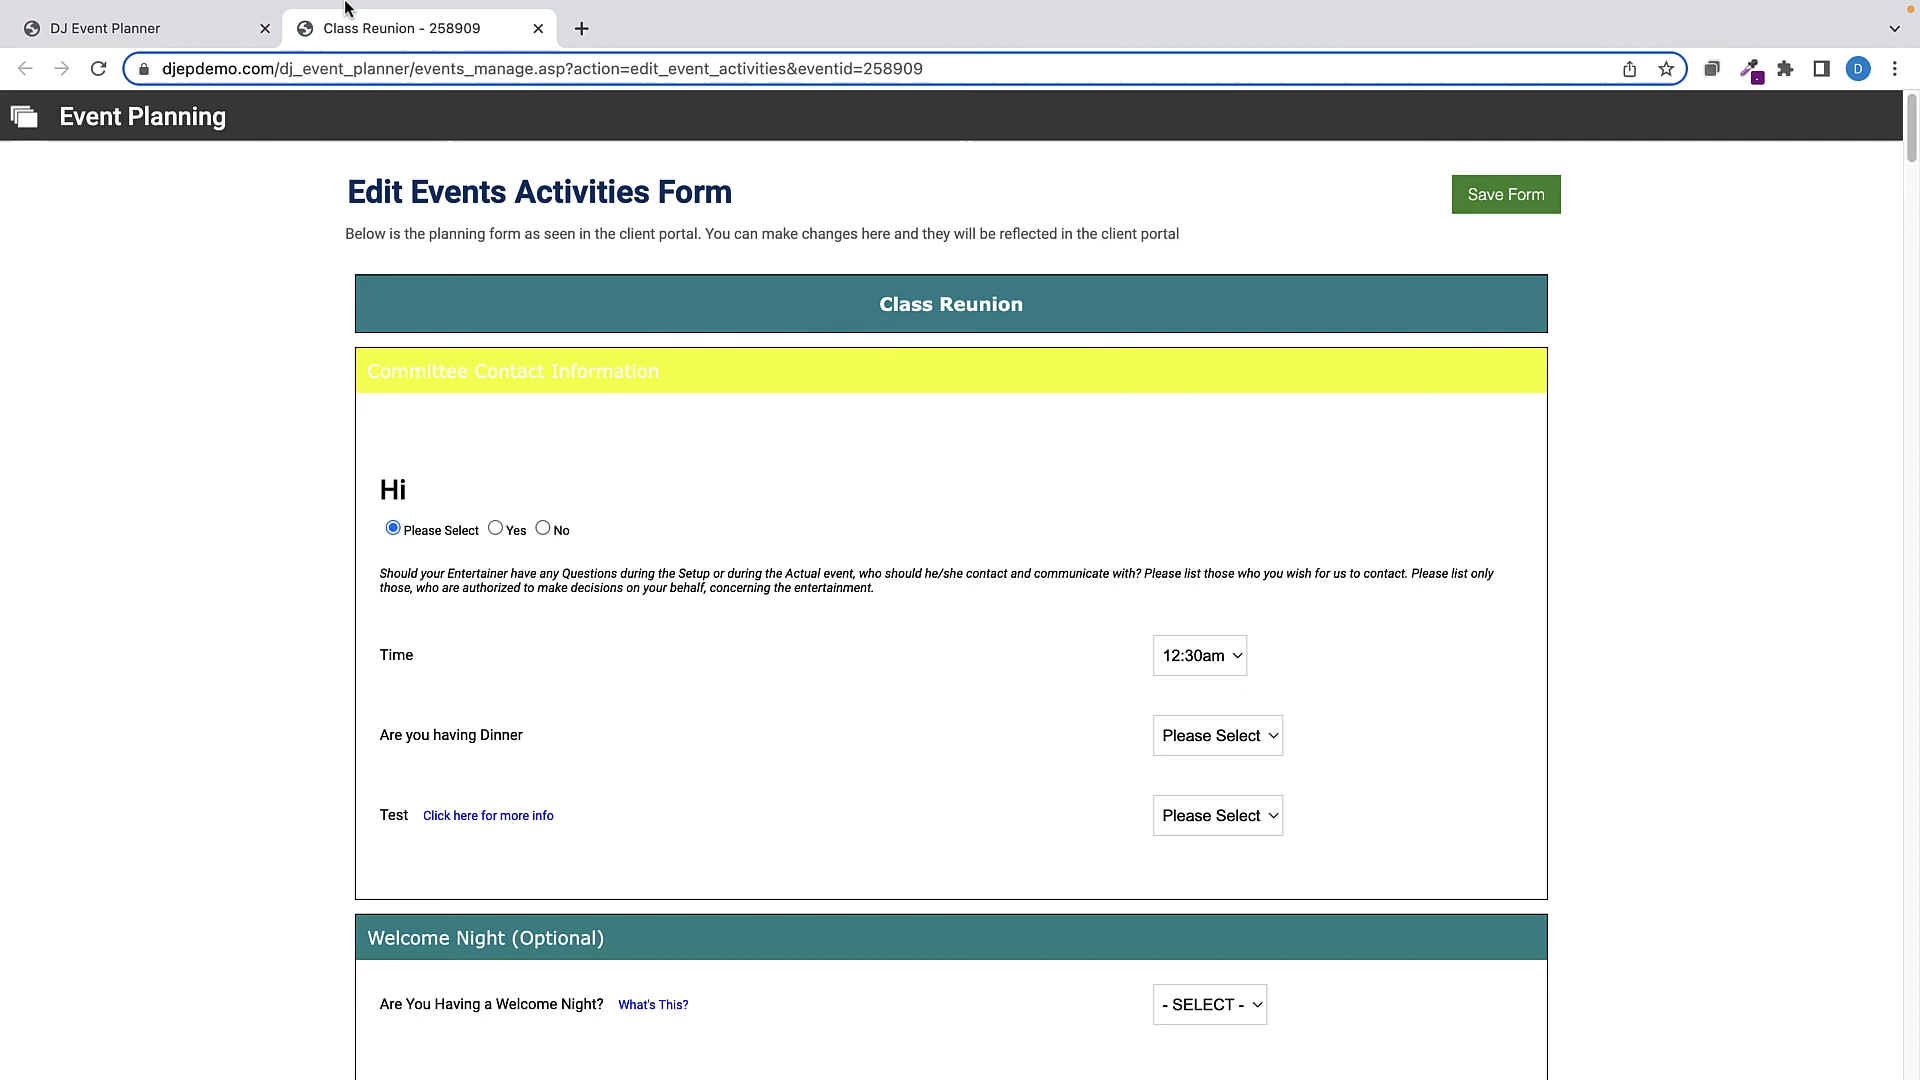 DJ Event Planner
Class Reunion - 258909
djepdemo.com/dj_event_planner/events_manage.asp?action=edit_event_activities&eventid=258909
D
Event Planning
Edit Events Activities Form
Save Form
Below is the planning form as seen in the client portal. You can make changes here and they will be reflected in the client portal
Class Reunion
Committee Contact Information
Hi
Please Select Yes No
Should your Entertainer have any Questions during the Setup or during the Actual event, who should he/she contact and communicate with? Please list those who you wish for us to contact. Please list only
those, who are authorized to make decisions on your behalf, concerning the entertainment.
Time 12:30am
Are you having Dinner Please Select
Test Click here for more info Please Select
Welcome Night (Optional)
Are You Having a Welcome Night? What's This? - SELECT -